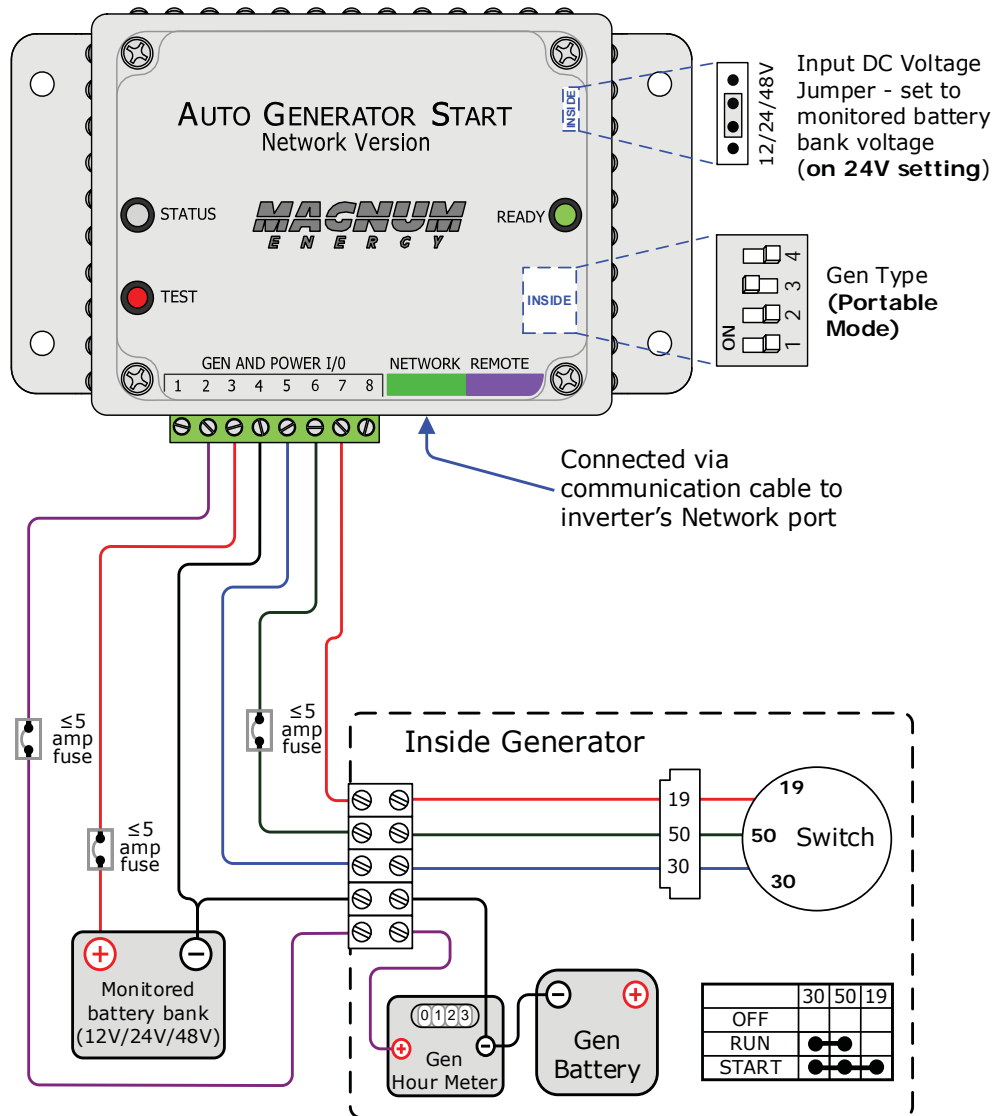 AUTO GENERATOR START
Network Version
INSIDE
12/24/48V
Input DC Voltage
Jumper - set to
monitored battery
bank voltage
(on 24V setting)
STATUS
MAGNUM
ENERGY
READY
TEST
INSIDE
ON
1 2 3 4
Gen Type
(Portable
Mode)
GEN AND POWER I/0
NETWORK REMOTE
1 2 3 4 5 6 7 8
Connected via
communication cable to
inverter's Network port
≤5
amp
fuse
≤5
amp
fuse
≤5
amp
fuse
Inside Generator
19
50
30
19
50
30
Switch
+
−
Monitored
battery bank
(12V/24V/48V)
0123
+
−
Gen
Hour Meter
−
+
Gen
Battery
30 50 19
OFF
RUN
START